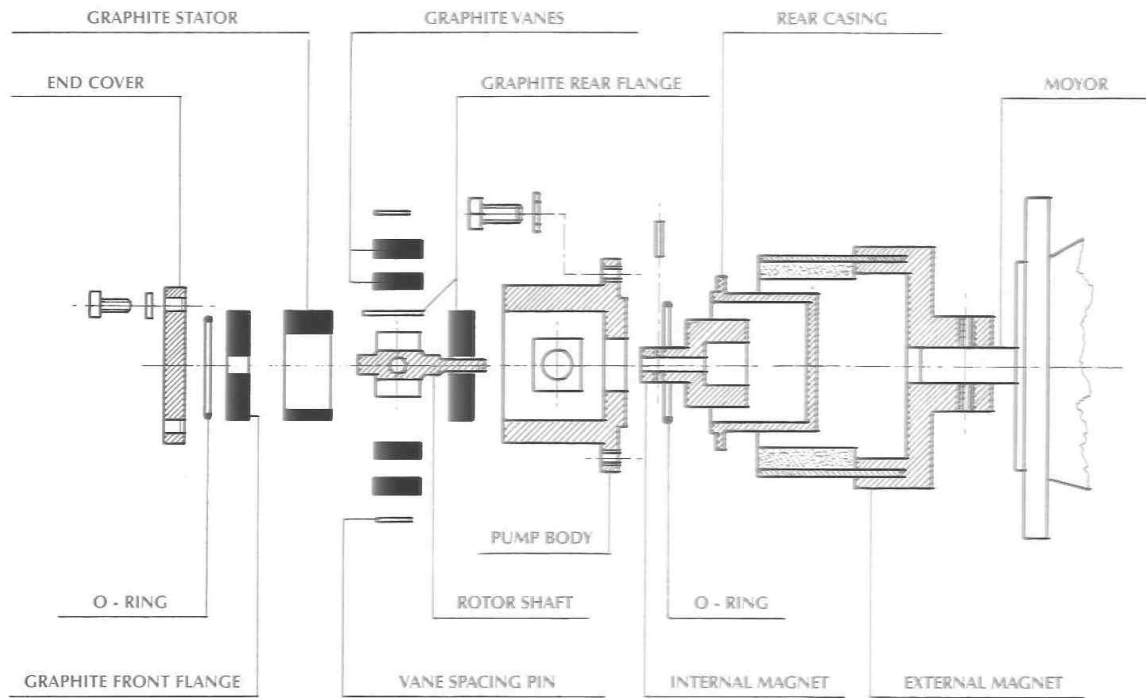 GRAPHITE STATOR
GRAPHITE VANES
REAR CASING
END COVER
GRAPHITE REAR FLANGE
MOYOR
PUMP BODY
O - RING
ROTOR SHAFT
O - RING
GRAPHITE FRONT FLANGE
VANE SPACING PIN
INTERNAL MAGNET
EXTERNAL MAGNET